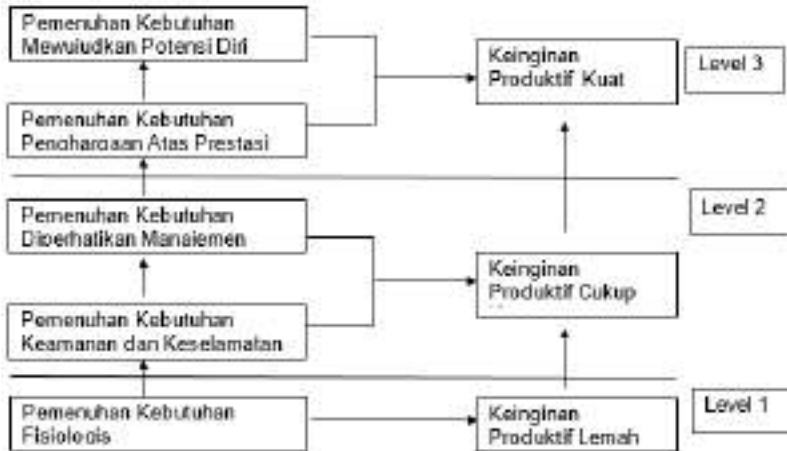 Pemenuhan Kebutuhan
Mewujudkan Potensi Diri
Keinginan
Produktif Kuat
Level 3
Pemenuhan Kebutuhan
Penghargaan Atas Prestasi
Pemenuhan Kebutuhan
Diperhatikan Manajemen
Level 2
Keinginan
Produktif Cukup
Pemenuhan Kebutuhan
Keamanan dan Keselamatan
Pemenuhan Kebutuhan
Fisiologis
Keinginan
Produktif Lemah
Level 1